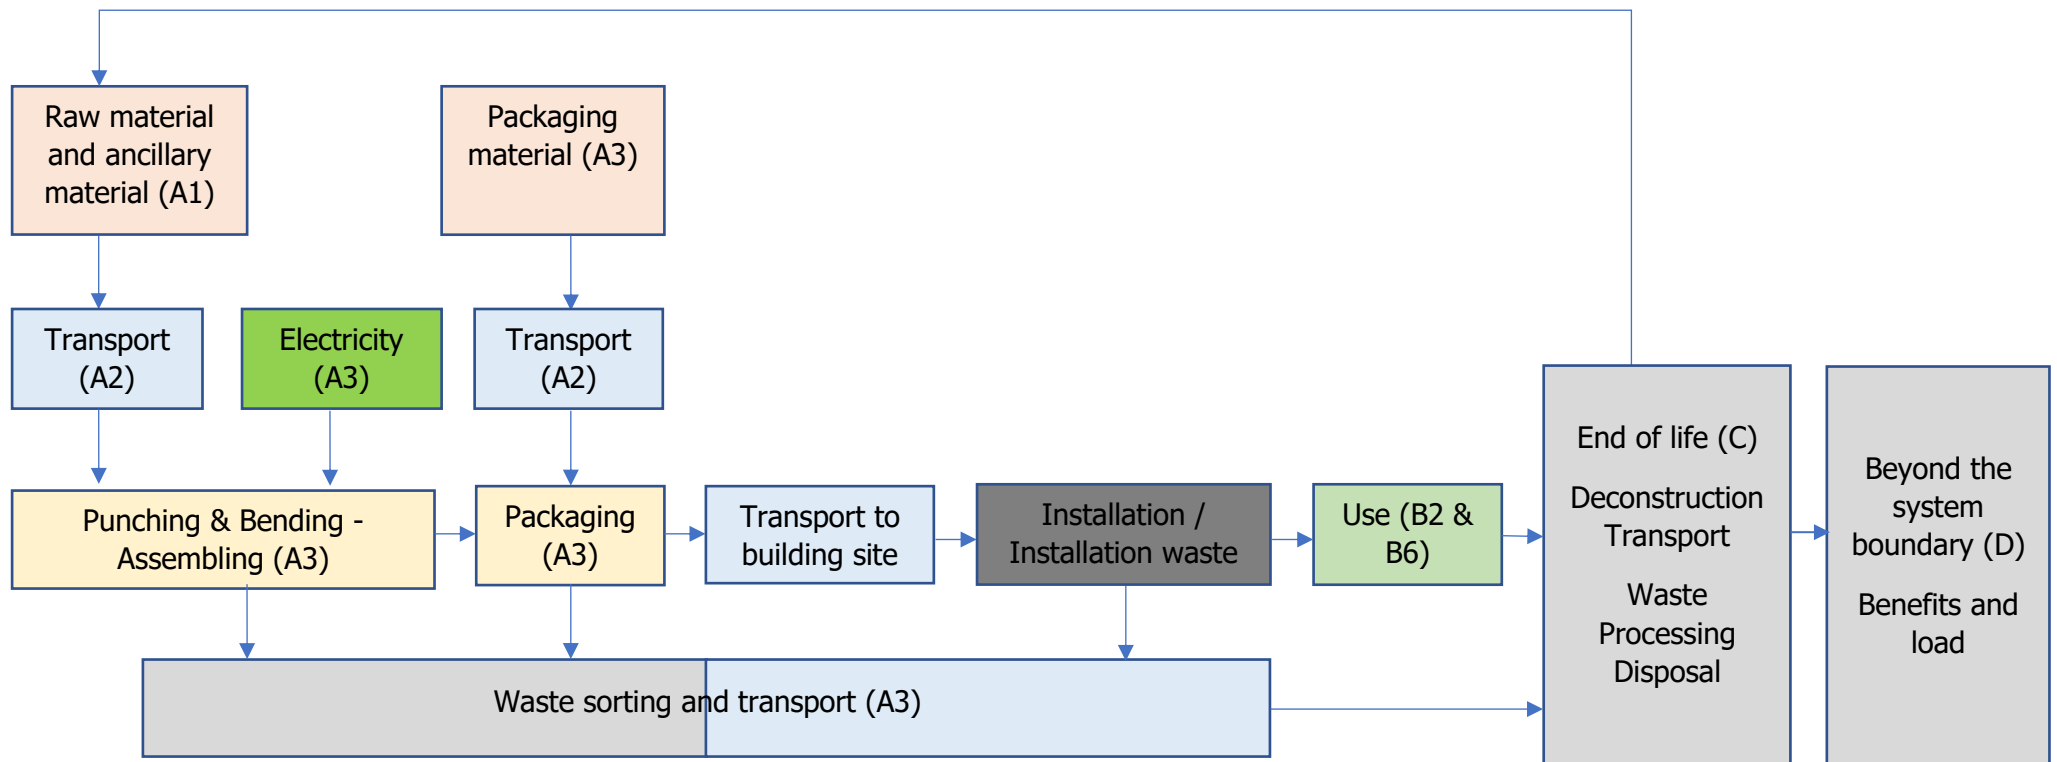 Raw material
and ancillary
material (A1)
Packaging
material (A3)
Transport
(A2)
Electricity
(A3)
Transport
(A2)
Punching & Bending -
Assembling (A3)
Packaging
(A3)
Transport to
building site
Installation /
Installation waste
Use (B2 &
B6)
End of life (C)
Deconstruction
Transport
Waste
Processing
Disposal
Beyond the
system
boundary (D)
Benefits and
load
Waste sorting and transport (A3)